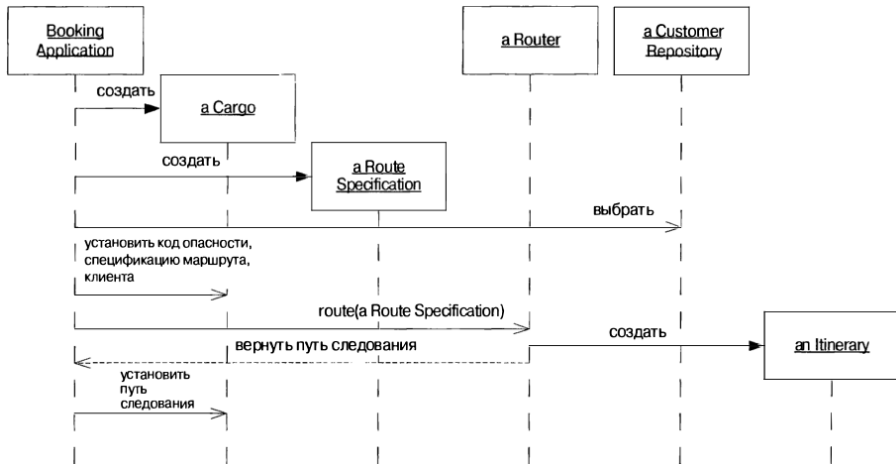 Booking
Application
a Router
a Customer
Repository
создать
a Cargo
создать
a Route
Specification
выбрать
установить код опасности,
спецификацию маршрута,
клиента
route(a Route Specification)
вернуть путь следования
создать
an Itinerary
установить
путь
следования